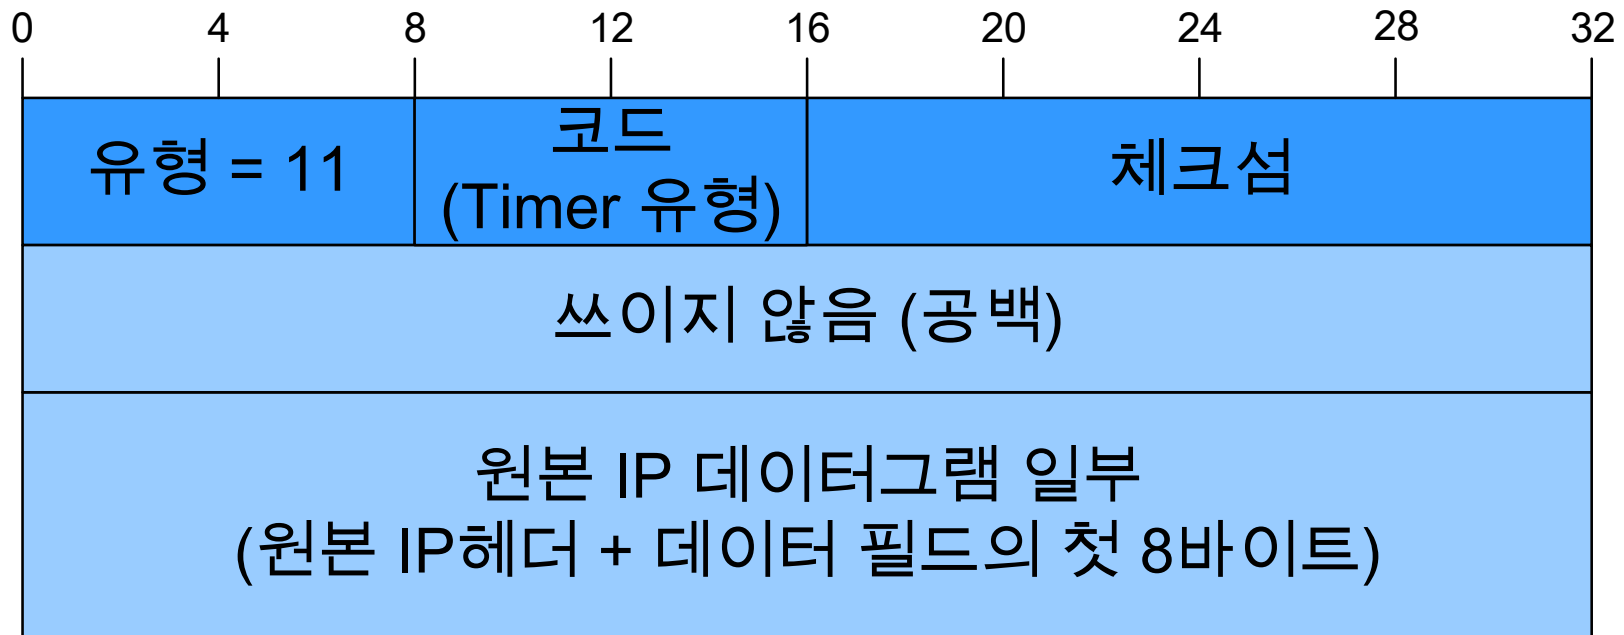 0 4 8 12 16 20 24 28 32
유형 = 11
코드
(Timer 유형)
체크섬
쓰이지 않음 (공백)
원본 IP 데이터그램 일부
(원본 IP헤더 + 데이터 필드의 첫 8바이트)